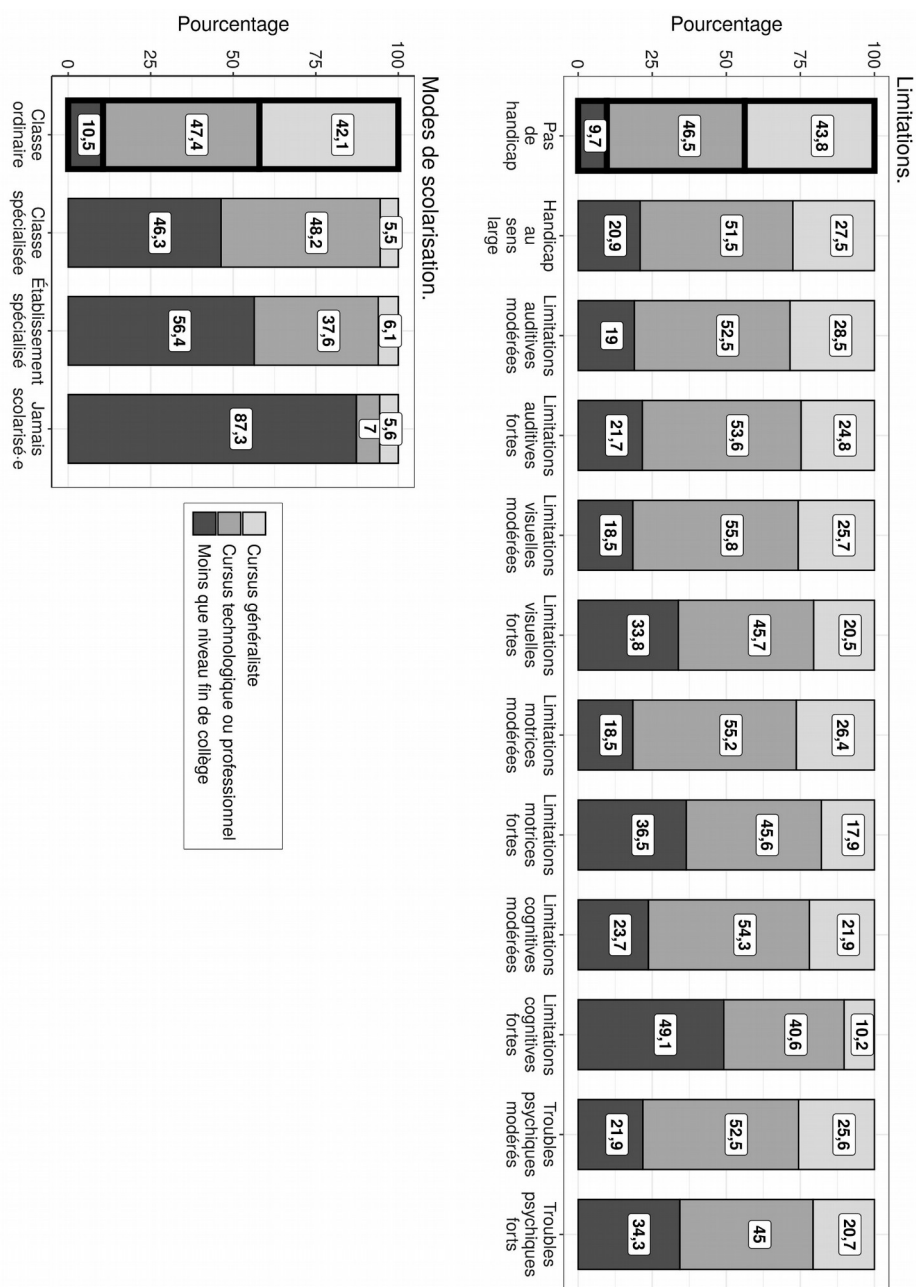 Limitations.
Pourcentage
100
75
50
25
0
43,8
27,5
28,5
24,8
25,7
20,5
26,4
17,9
21,9
10,2
25,6
20,7
46,5
51,5
52,5
53,6
55,8
45,7
55,2
45,6
54,3
40,6
52,5
45
9,7
20,9
19
21,7
18,5
33,8
18,5
36,5
23,7
49,1
21,9
34,3
Pas
de
handicap
Handicap
au
sens
large
Limitations
auditives
modérées
Limitations
auditives
fortes
Limitations
visuelles
modérées
Limitations
visuelles
fortes
Limitations
motrices
modérées
Limitations
motrices
fortes
Limitations
cognitives
modérées
Limitations
cognitives
fortes
Troubles
psychiques
modérés
Troubles
psychiques
forts
Modes de scolarisation.
Pourcentage
100
75
50
25
0
42,1
5,5
6,1
5,6
47,4
48,2
37,6
7
10,5
46,3
56,4
87,3
Classe
ordinaire
Classe
spécialisée
Établissement
spécialisé
Jamais
scolarisé·e
Cursus généraliste
Cursus technologique ou professionnel
Moins que niveau fin de collège